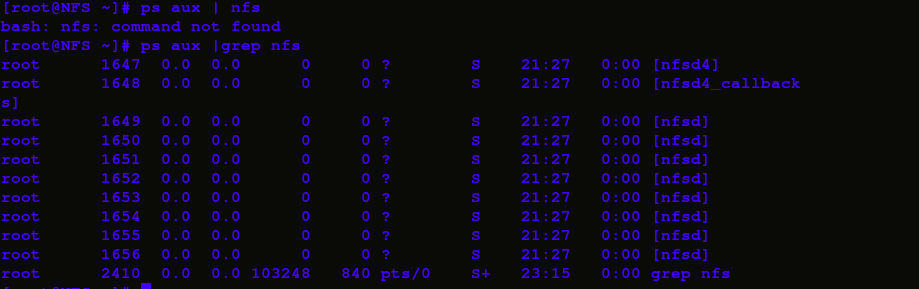 [root@NFS ~]# ps aux | nfs
bash: nfs: command not found
[root@NFS ~]# ps aux |grep nfs
root 1647 0.0 0.0 0 0 ? S 21:27 0:00 [nfsd4]
root 1648 0.0 0.0 0 0 ? S 21:27 0:00 [nfsd4_callback
s]
root 1649 0.0 0.0 0 0 ? S 21:27 0:00 [nfsd]
root 1650 0.0 0.0 0 0 ? S 21:27 0:00 [nfsd]
root 1651 0.0 0.0 0 0 ? S 21:27 0:00 [nfsd]
root 1652 0.0 0.0 0 0 ? S 21:27 0:00 [nfsd]
root 1653 0.0 0.0 0 0 ? S 21:27 0:00 [nfsd]
root 1654 0.0 0.0 0 0 ? S 21:27 0:00 [nfsd]
root 1655 0.0 0.0 0 0 ? S 21:27 0:00 [nfsd]
root 1656 0.0 0.0 0 0 ? S 21:27 0:00 [nfsd]
root 2410 0.0 0.0 103248 840 pts/0 S+ 23:15 0:00 grep nfs
[root@NFS ~]#